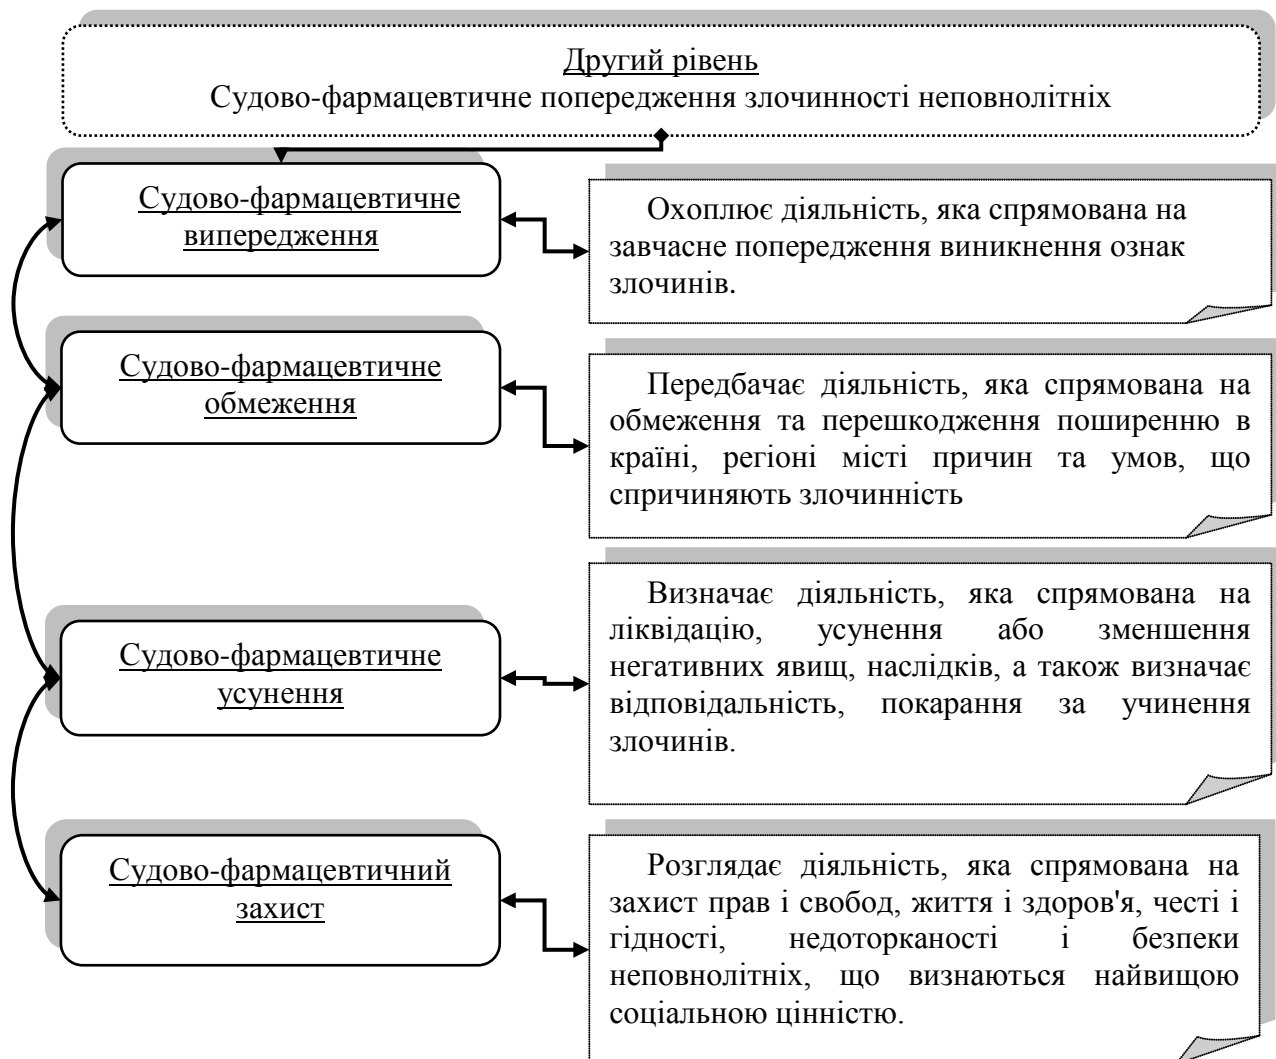 Другий рівень
Судово-фармацевтичне попередження злочинності неповнолітніх
Судово-фармацевтичне
випередження
Охоплює діяльність, яка спрямована на
завчасне попередження виникнення ознак
злочинів.
Судово-фармацевтичне
обмеження
Передбачає діяльність, яка спрямована на
обмеження та перешкодження поширенню в
країні, регіоні місті причин та умов, що
спричиняють злочинність
Судово-фармацевтичне
усунення
Визначає діяльність, яка спрямована на
ліквідацію, усунення або зменшення
негативних явищ, наслідків, а також визначає
відповідальність, покарання за учинення
злочинів.
Судово-фармацевтичний
захист
Розглядає діяльність, яка спрямована на
захист прав і свобод, життя і здоров'я, честі і
гідності, недоторканості і безпеки
неповнолітніх, що визнаються найвищою
соціальною цінністю.